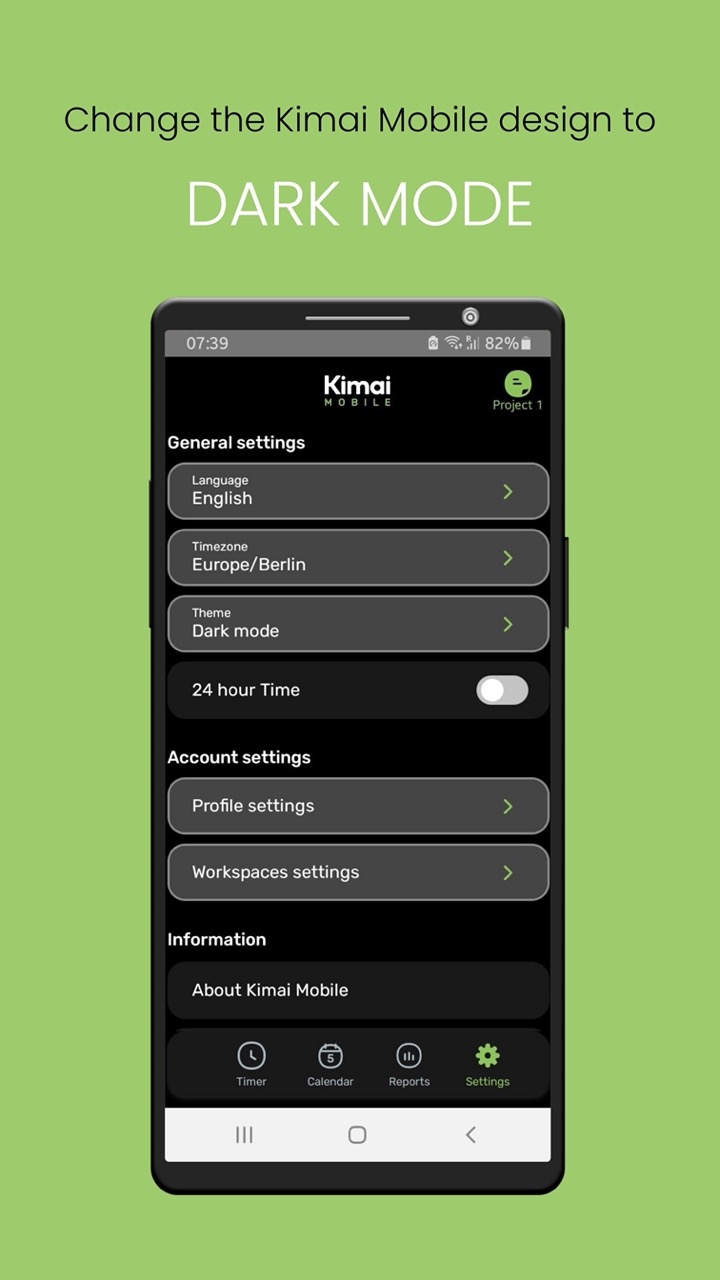 Change the Kimai Mobile design to
DARK MODE
07:39
82%
Kimai
MOBILE
Project 1
General settings
Language
English
Timezone
Europe/Berlin
Theme
Dark mode
24 hour Time
Account settings
Profile settings
Workspaces settings
Information
About Kimai Mobile
5
Timer Calendar Reports Settings